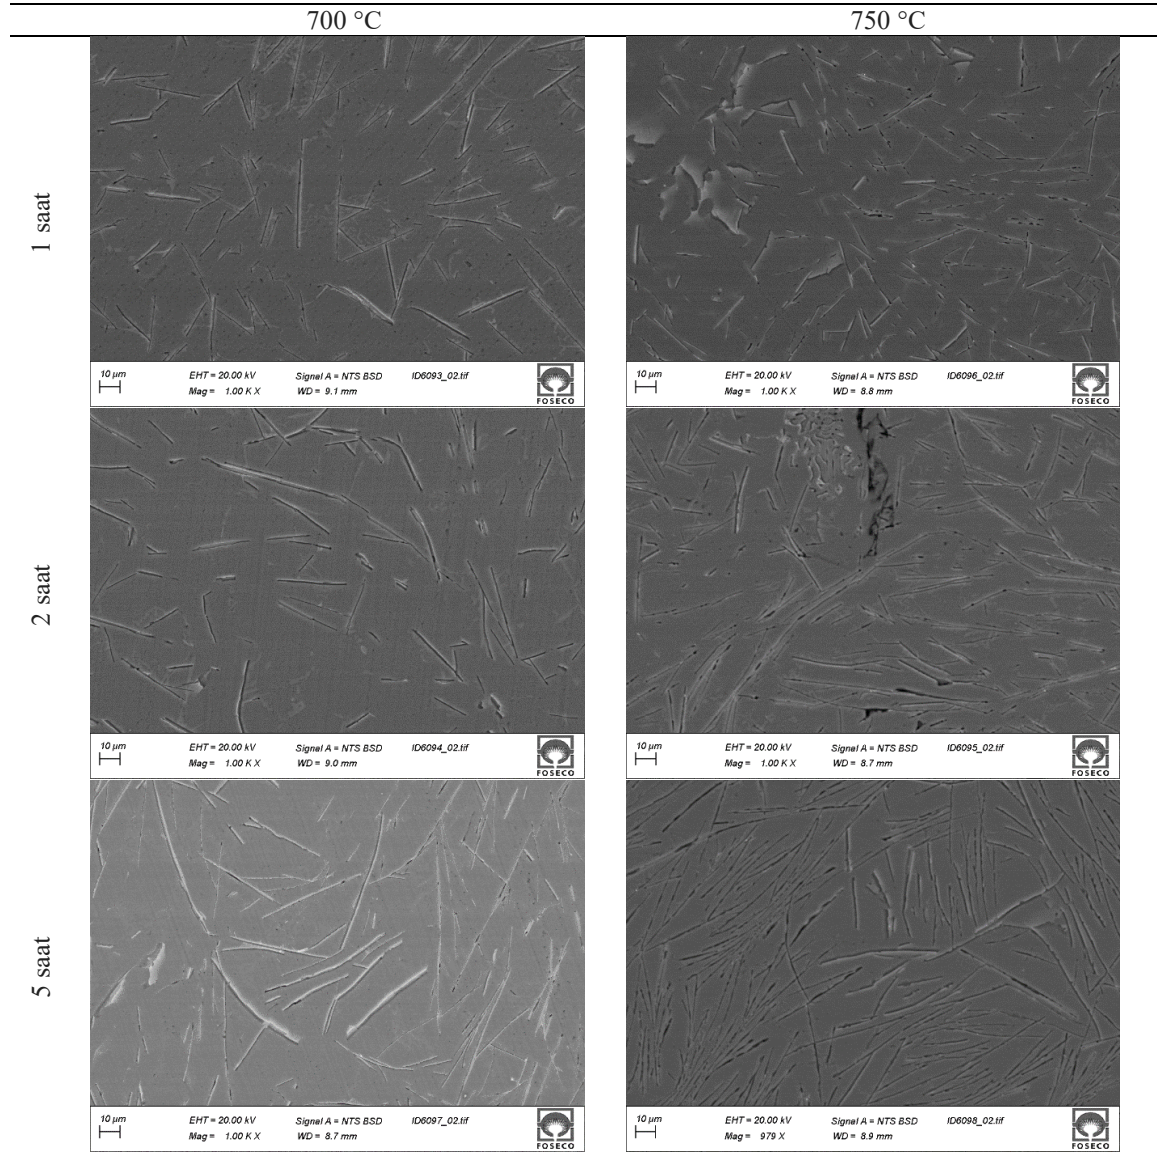 700 °C 750 °C
1 saat
10 µm EHT = 20.00 kV Signal A = NTS BSD ID6093_02.tif
Mag = 1.00 K X WD = 9.1 mm
FOSECO
10 µm EHT = 20.00 kV Signal A = NTS BSD ID6096_02.tif
Mag = 1.00 K X WD = 8.8 mm
FOSECO
2 saat
10 µm EHT = 20.00 kV Signal A = NTS BSD ID6094_02.tif
Mag = 1.00 K X WD = 9.0 mm
FOSECO
10 µm EHT = 20.00 kV Signal A = NTS BSD ID6095_02.tif
Mag = 1.00 K X WD = 8.7 mm
FOSECO
5 saat
10 µm EHT = 20.00 kV Signal A = NTS BSD ID6097_02.tif
Mag = 1.00 K X WD = 8.7 mm
FOSECO
10 µm EHT = 20.00 kV Signal A = NTS BSD ID6098_02.tif
Mag = 979 X WD = 8.9 mm
FOSECO